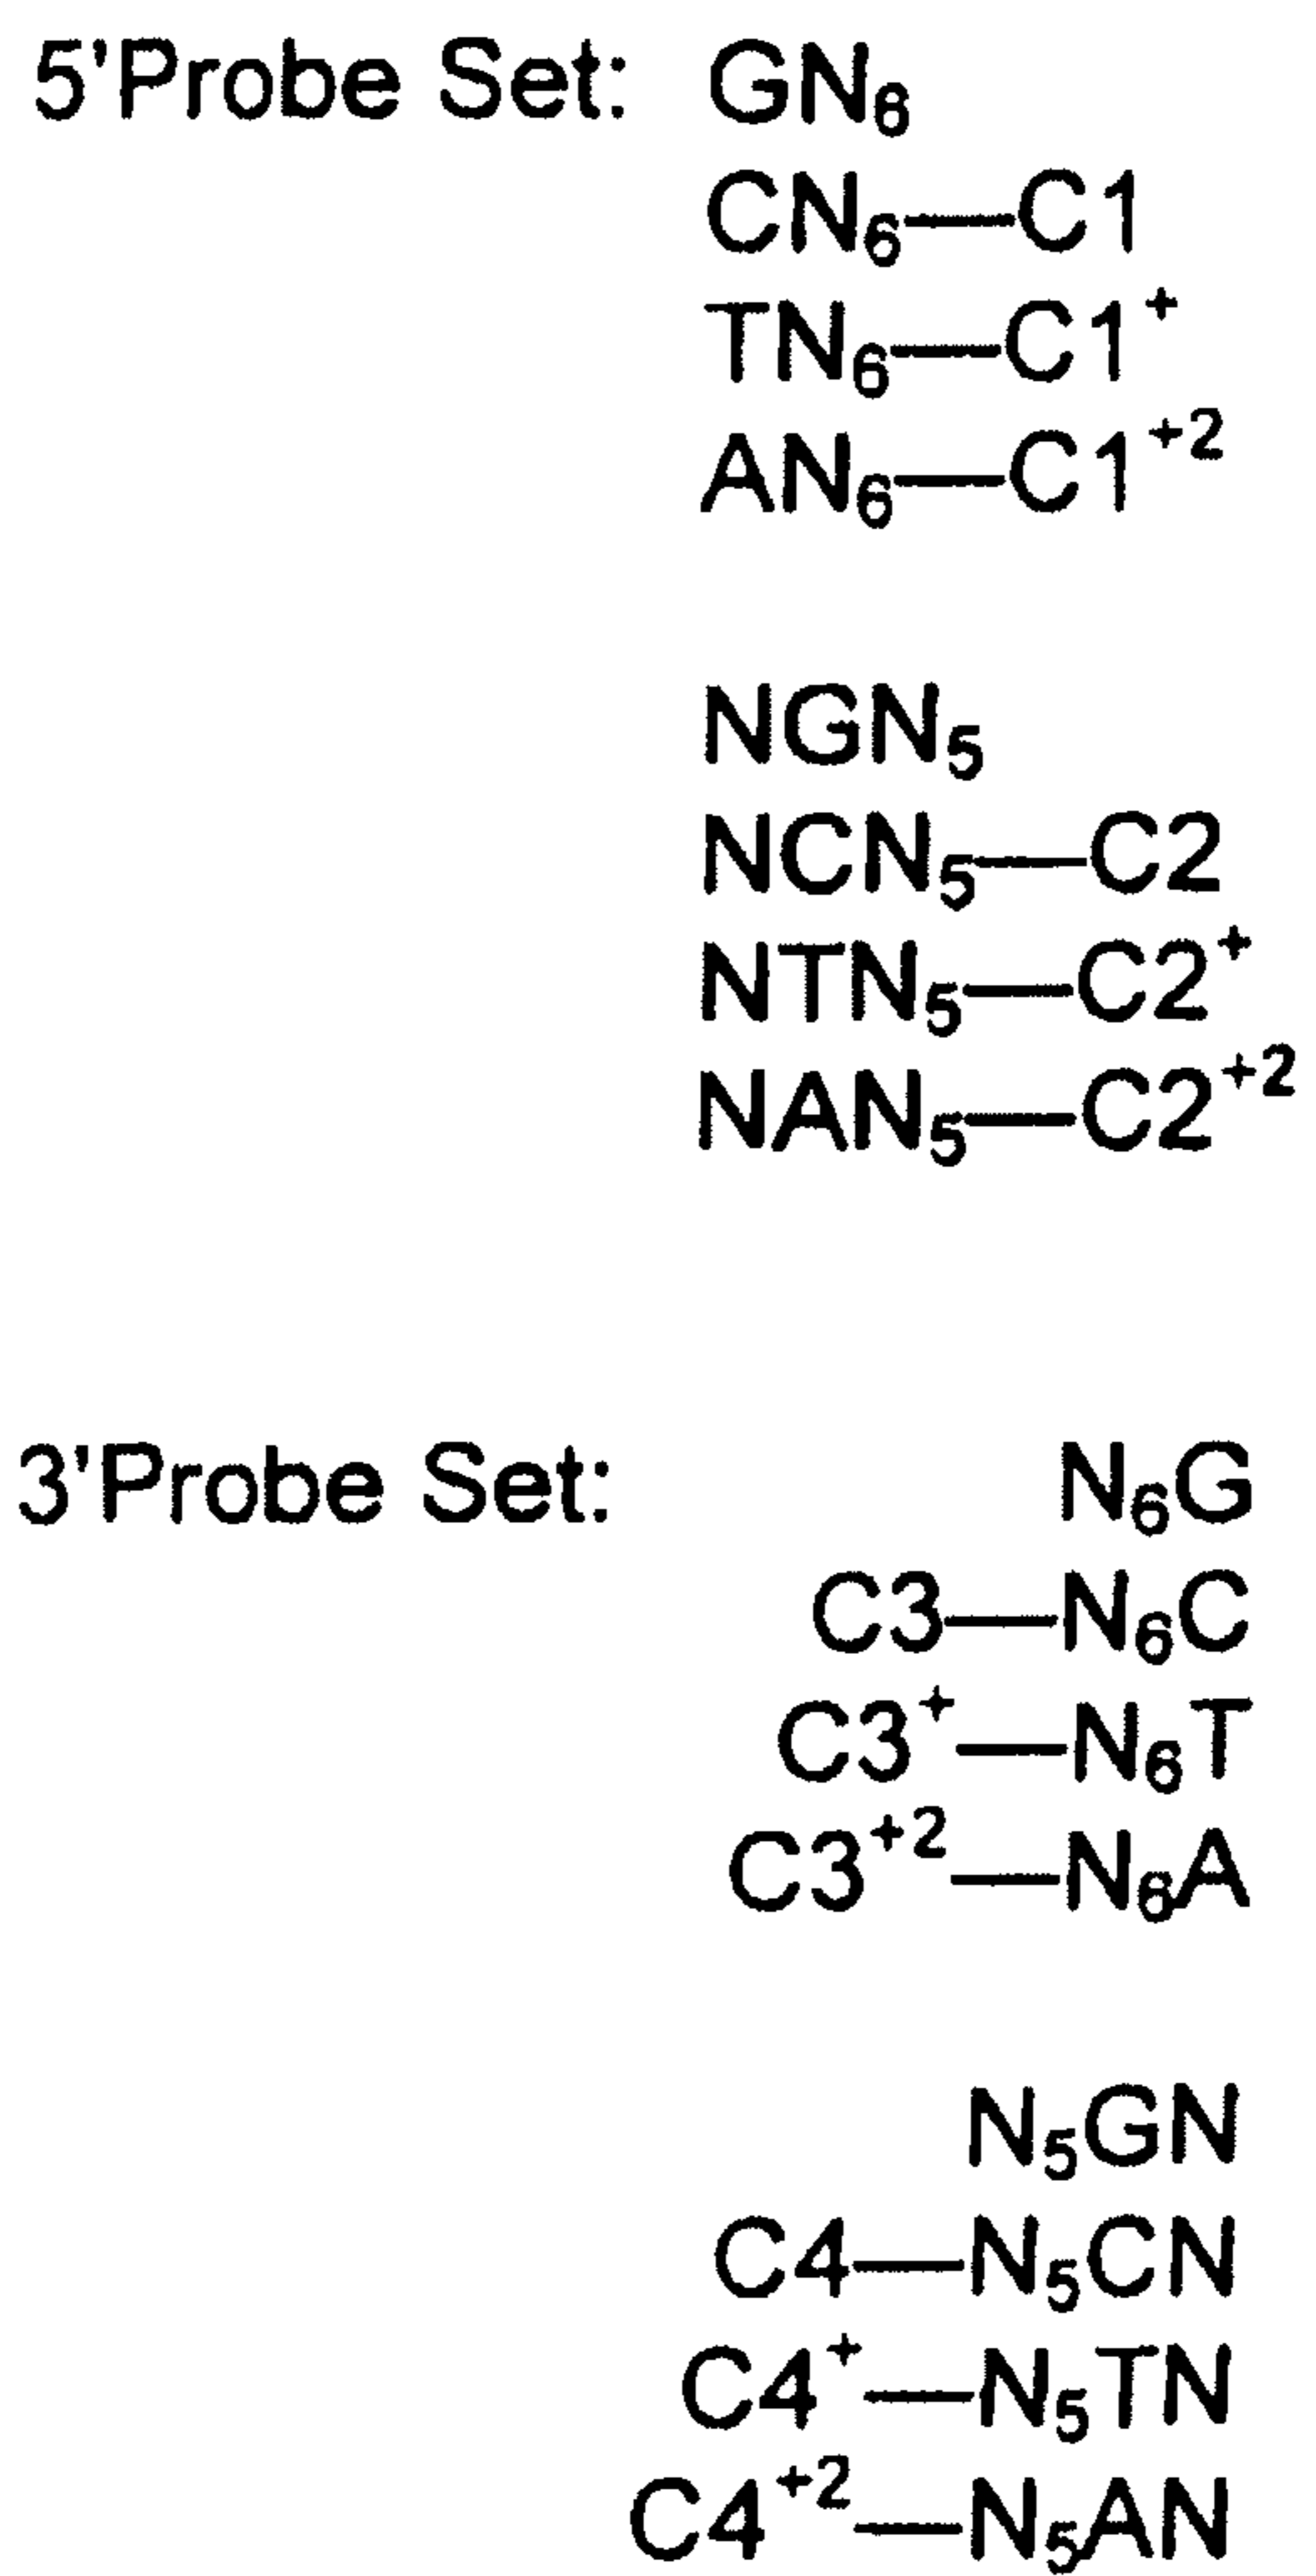 5'Probe Set: GN₆
CN₆—C1
TN₆—C1⁺
AN₆—C1⁺²
NGN₅
NCN₅—C2
NTN₅—C2⁺
NAN₅—C2⁺²
3'Probe Set: N₆G
C3—N₆C
C3⁺—N₆T
C3⁺²—N₆A
N₅GN
C4—N₅CN
C4⁺—N₅TN
C4⁺²—N₅AN